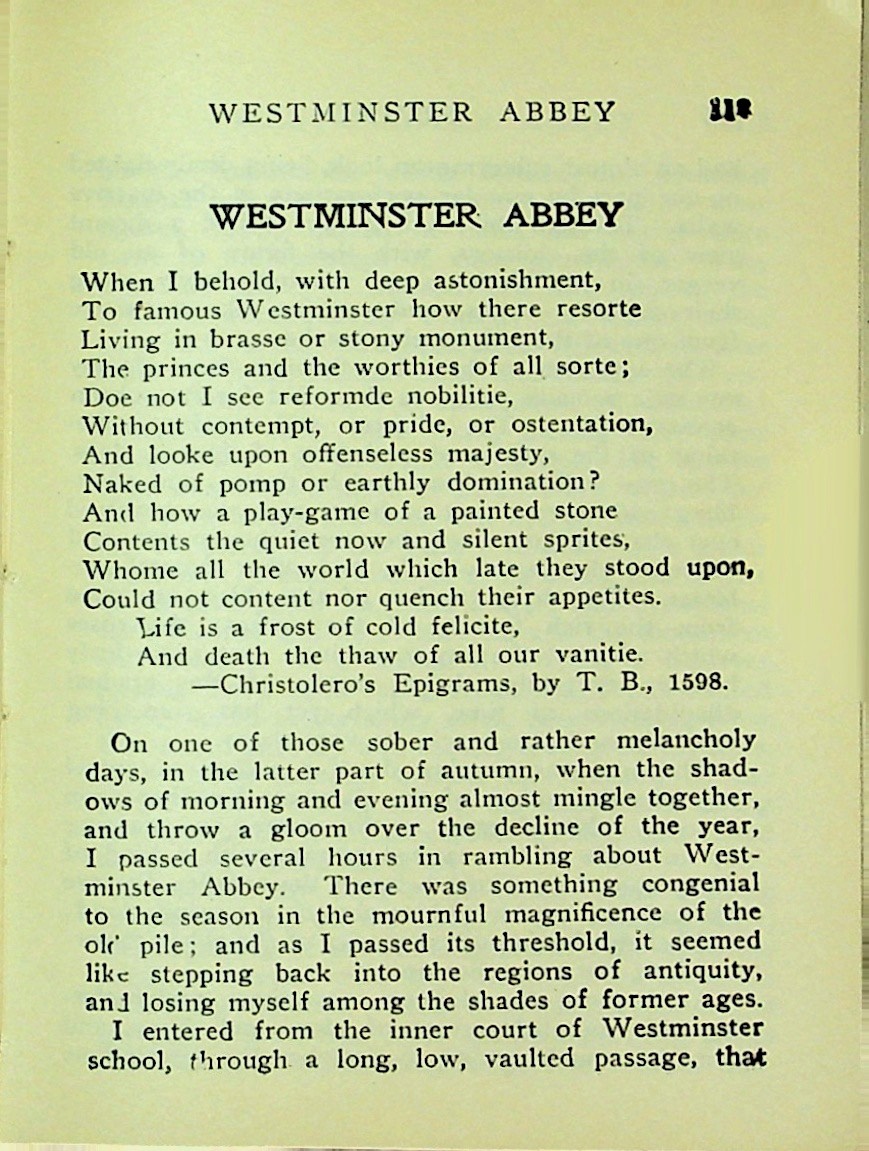 WESTMINSTER ABBEY
WESTMINSTER ABBEY
When I behold, with deep astonishment,
To famous Westminster how there resorte
Living in brasse or stony monument,
The princes and the worthies of all sorte;
Doe not I see reformde nobilitie,
Without contempt, or pride, or ostentation,
And looke upon offenseless majesty,
Naked of pomp or earthly domination?
And how a play-game of a painted stone
Contents the quiet now and silent sprites,
Whome all the world which late they stood upon,
Could not content nor quench their appetites.
Life is a frost of cold felicite,
And death the thaw of all our vanitie.
—Christolero's Epigrams, by T. B., 1598.
On one of those sober and rather melancholy
days, in the latter part of autumn, when the shad-
ows of morning and evening almost mingle together,
and throw a gloom over the decline of the year,
I passed several hours in rambling about West-
minster Abbey. There was something congenial
to the season in the mournful magnificence of the
old pile; and as I passed its threshold, it seemed
like stepping back into the regions of antiquity,
and losing myself among the shades of former ages.
I entered from the inner court of Westminster
school, through a long, low, vaulted passage, that